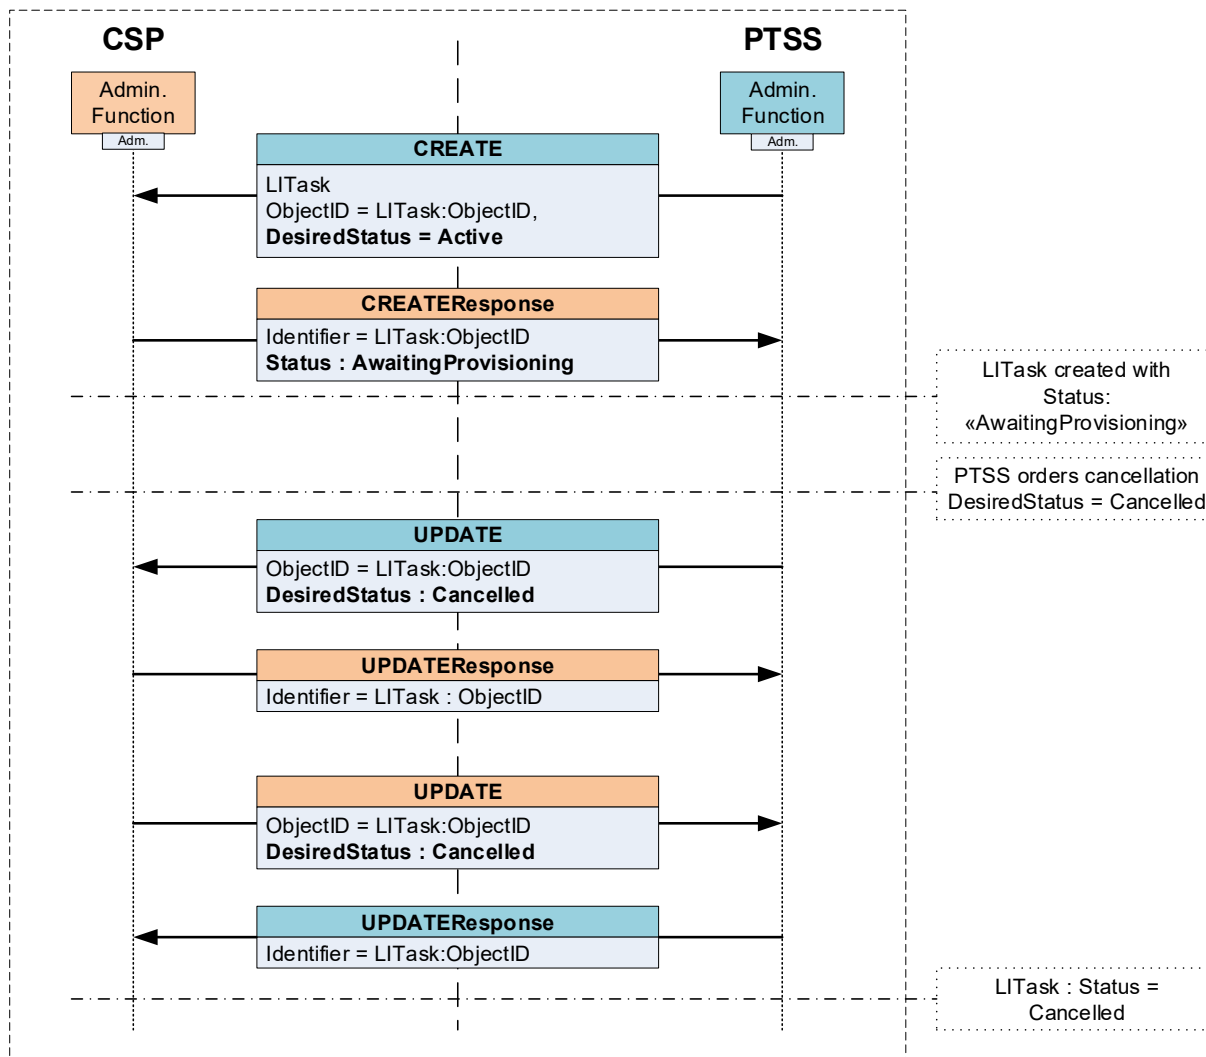 CSP
PTSS
Admin.
Function
Adm.
Admin.
Function
Adm.
CREATE
LITask
ObjectID = LITask:ObjectID,
DesiredStatus = Active
CREATEResponse
Identifier = LITask:ObjectID
Status : AwaitingProvisioning
LITask created with
Status:
«AwaitingProvisioning»
PTSS orders cancellation
DesiredStatus = Cancelled
UPDATE
ObjectID = LITask:ObjectID
DesiredStatus : Cancelled
UPDATEResponse
Identifier = LITask : ObjectID
UPDATE
ObjectID = LITask:ObjectID
DesiredStatus : Cancelled
UPDATEResponse
Identifier = LITask:ObjectID
LITask : Status =
Cancelled